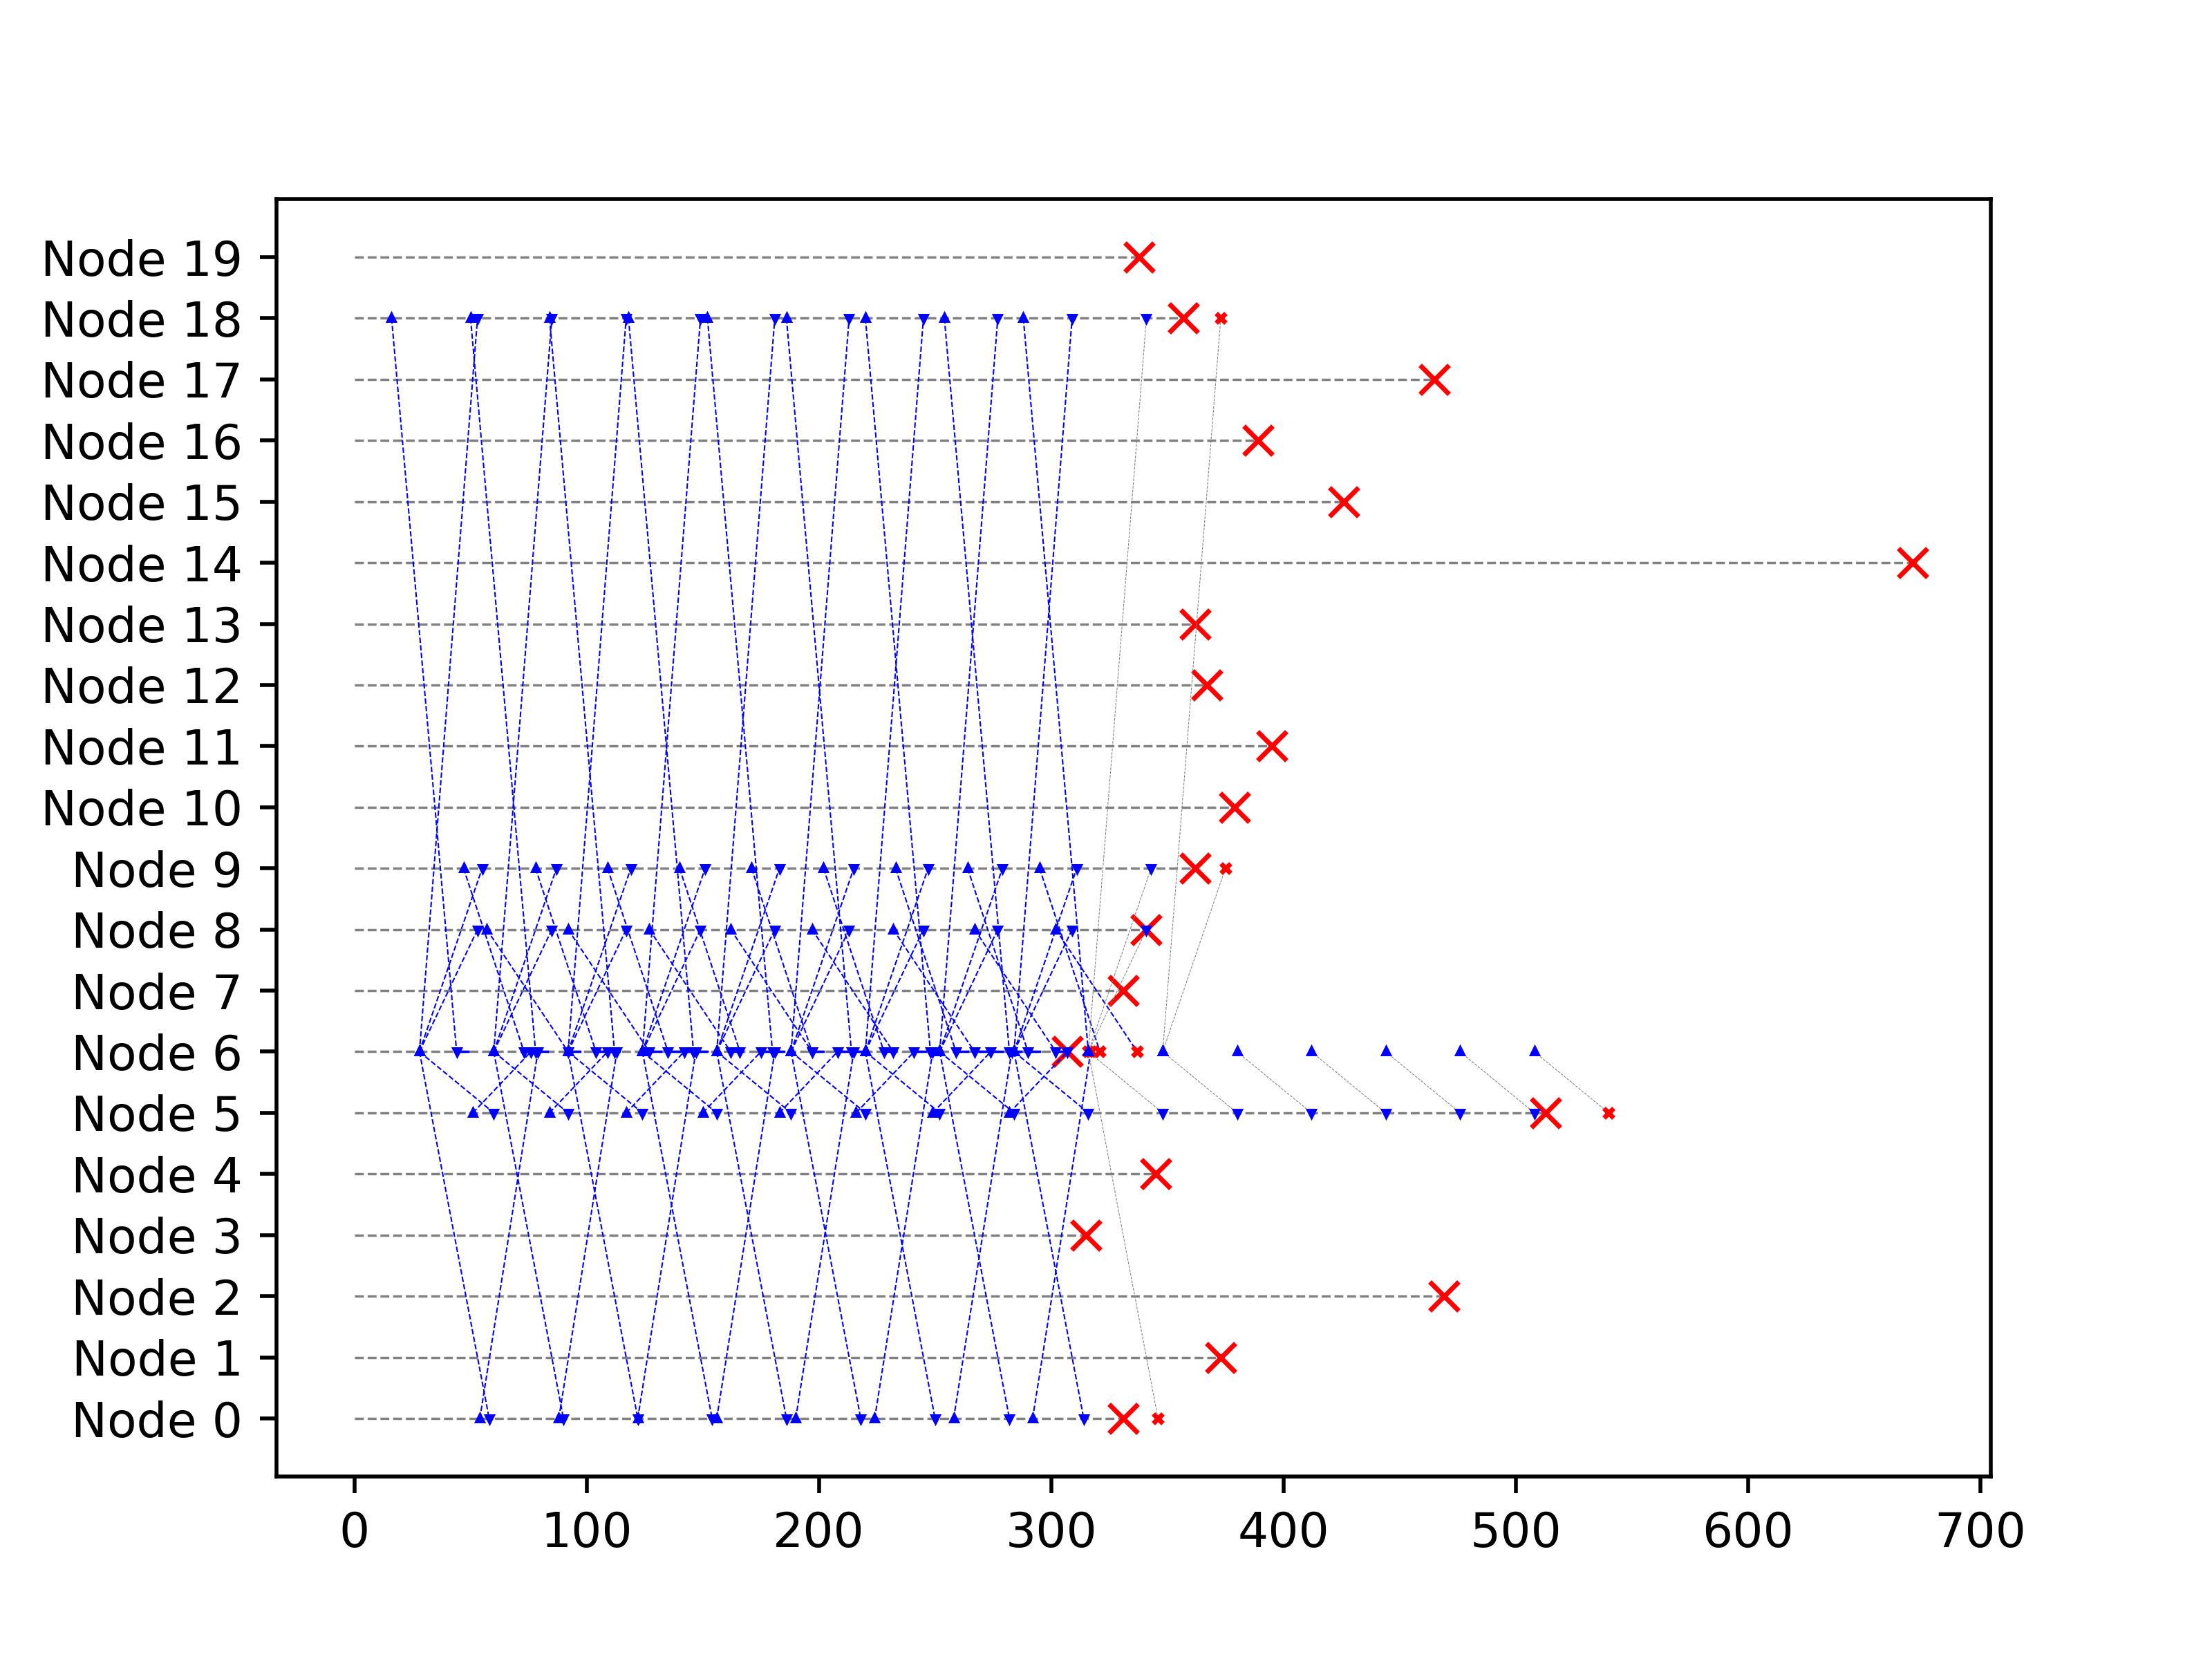 Node 19
Node 18
Node 17
Node 16
Node 15
Node 14
Node 13
Node 12
Node 11
Node 10
Node 9
Node 8
Node 7
Node 6
Node 5
Node 4
Node 3
Node 2
Node 1
Node 0
0 100 200 300 400 500 600 700